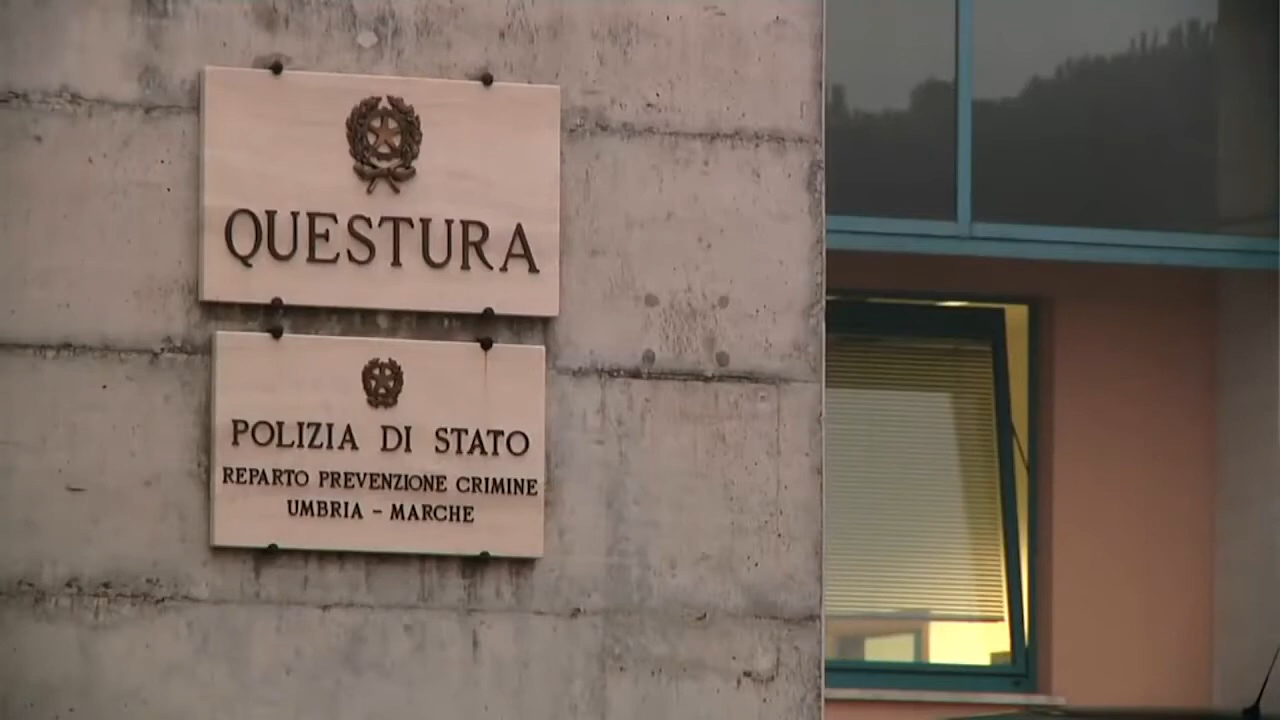 QUESTURA
POLIZIA DI STATO
REPARTO PREVENZIONE CRIMINE
UMBRIA – MARCHE